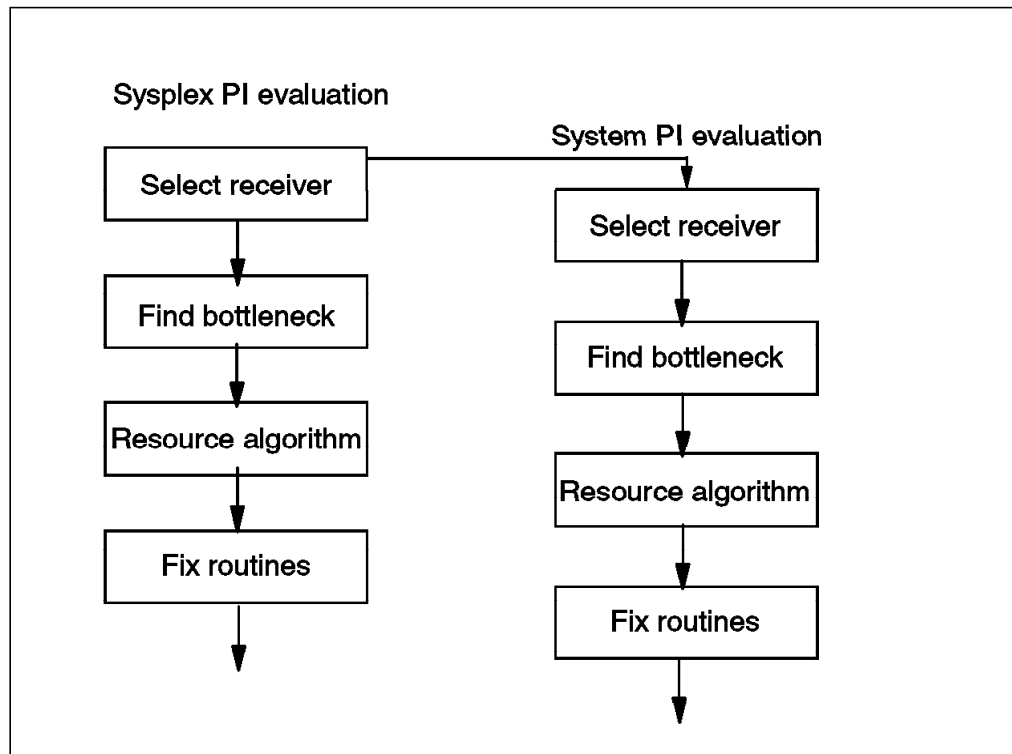 Sysplex PI evaluation
Select receiver
Find bottleneck
Resource algorithm
Fix routines
System PI evaluation
Select receiver
Find bottleneck
Resource algorithm
Fix routines